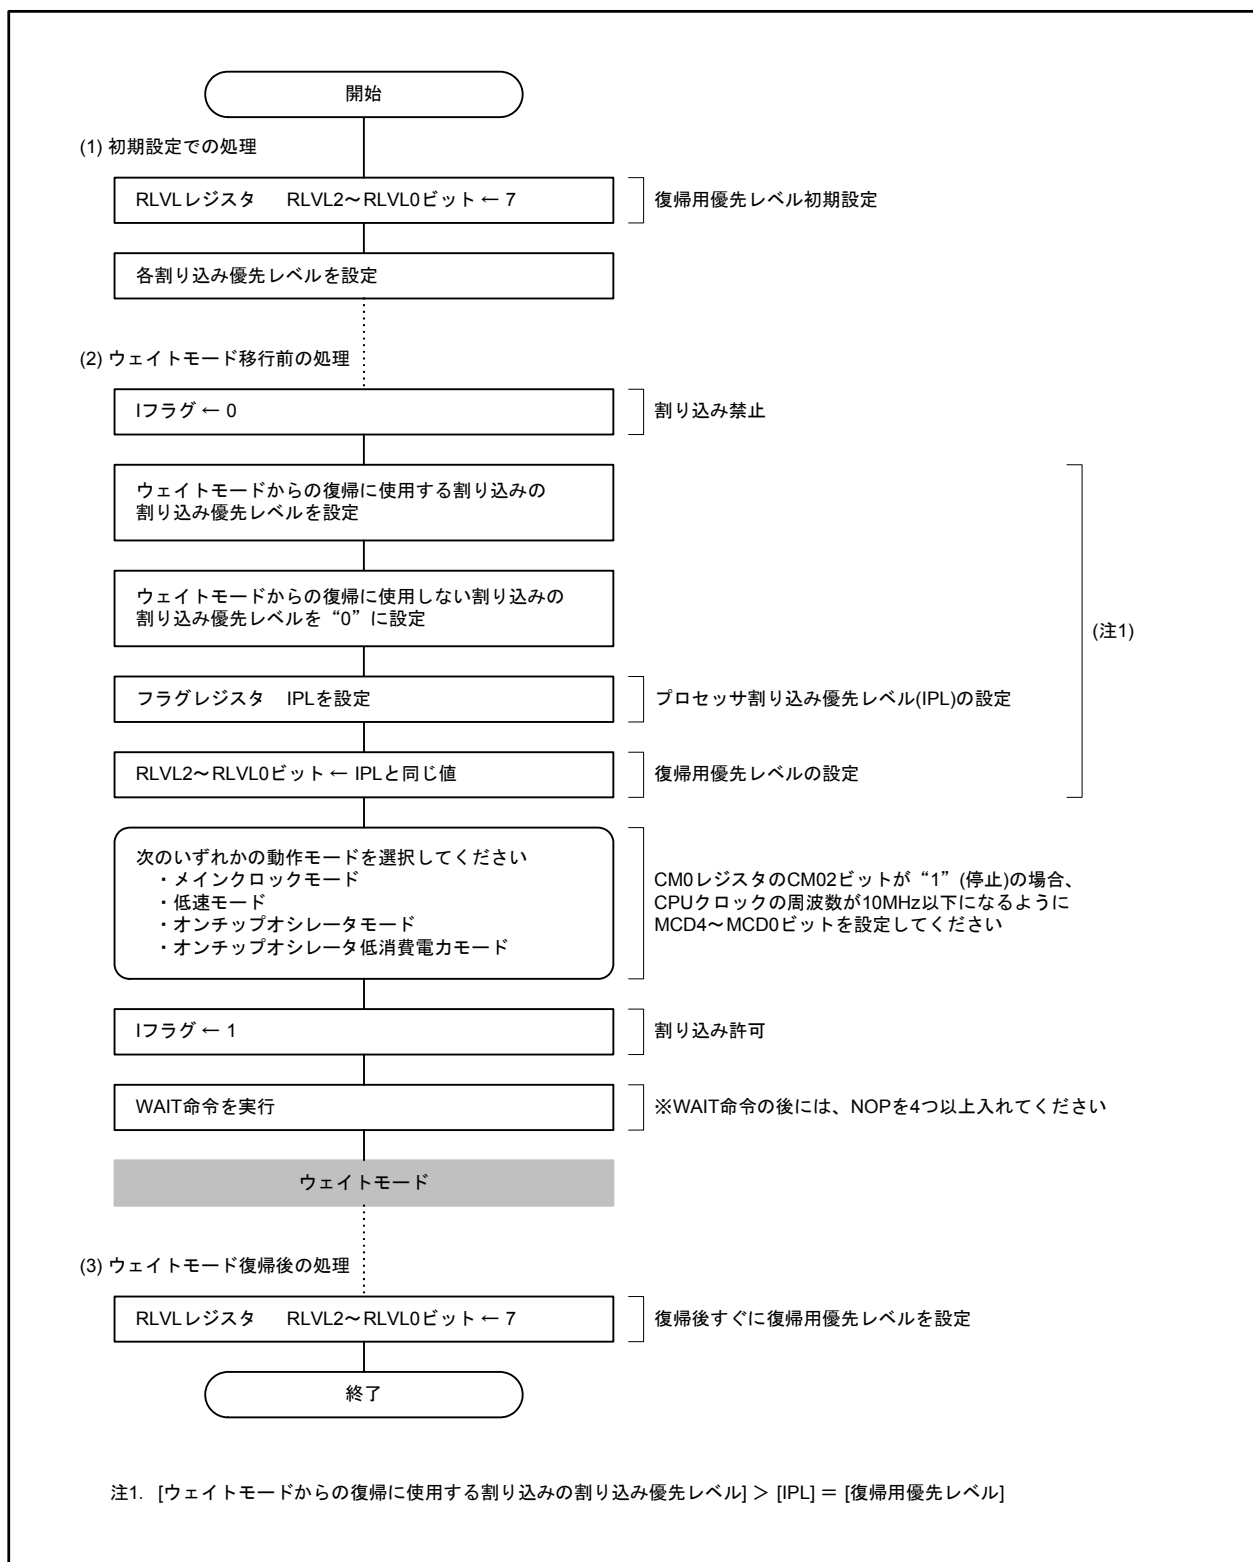 開始
(1) 初期設定での処理
RLVLレジスタ RLVL2～RLVL0ビット ← 7
復帰用優先レベル初期設定
各割り込み優先レベルを設定
(2) ウェイトモード移行前の処理
Iフラグ ← 0
割り込み禁止
ウェイトモードからの復帰に使用する割り込みの
割り込み優先レベルを設定
ウェイトモードからの復帰に使用しない割り込みの
割り込み優先レベルを“0”に設定
(注1)
フラグレジスタ IPLを設定
プロセッサ割り込み優先レベル(IPL)の設定
RLVL2～RLVL0ビット ← IPLと同じ値
復帰用優先レベルの設定
次のいずれかの動作モードを選択してください
・メインクロックモード
・低速モード
・オンチップオシレータモード
・オンチップオシレータ低消費電力モード
CM0レジスタのCM02ビットが“1”(停止)の場合、
CPUクロックの周波数が10MHz以下になるように
MCD4～MCD0ビットを設定してください
Iフラグ ← 1
割り込み許可
WAIT命令を実行
※WAIT命令の後には、NOPを4つ以上入れてください
ウェイトモード
(3) ウェイトモード復帰後の処理
RLVLレジスタ RLVL2～RLVL0ビット ← 7
復帰後すぐに復帰用優先レベルを設定
終了
注1. [ウェイトモードからの復帰に使用する割り込みの割り込み優先レベル] ＞ [IPL] ＝ [復帰用優先レベル]